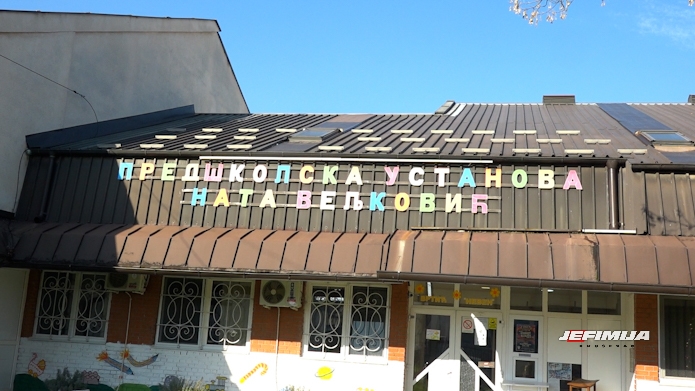 ПРЕДШКОЛСКА УСТАНОВА
НАТА ВЕЉКОВИЋ
JEFIMIJA